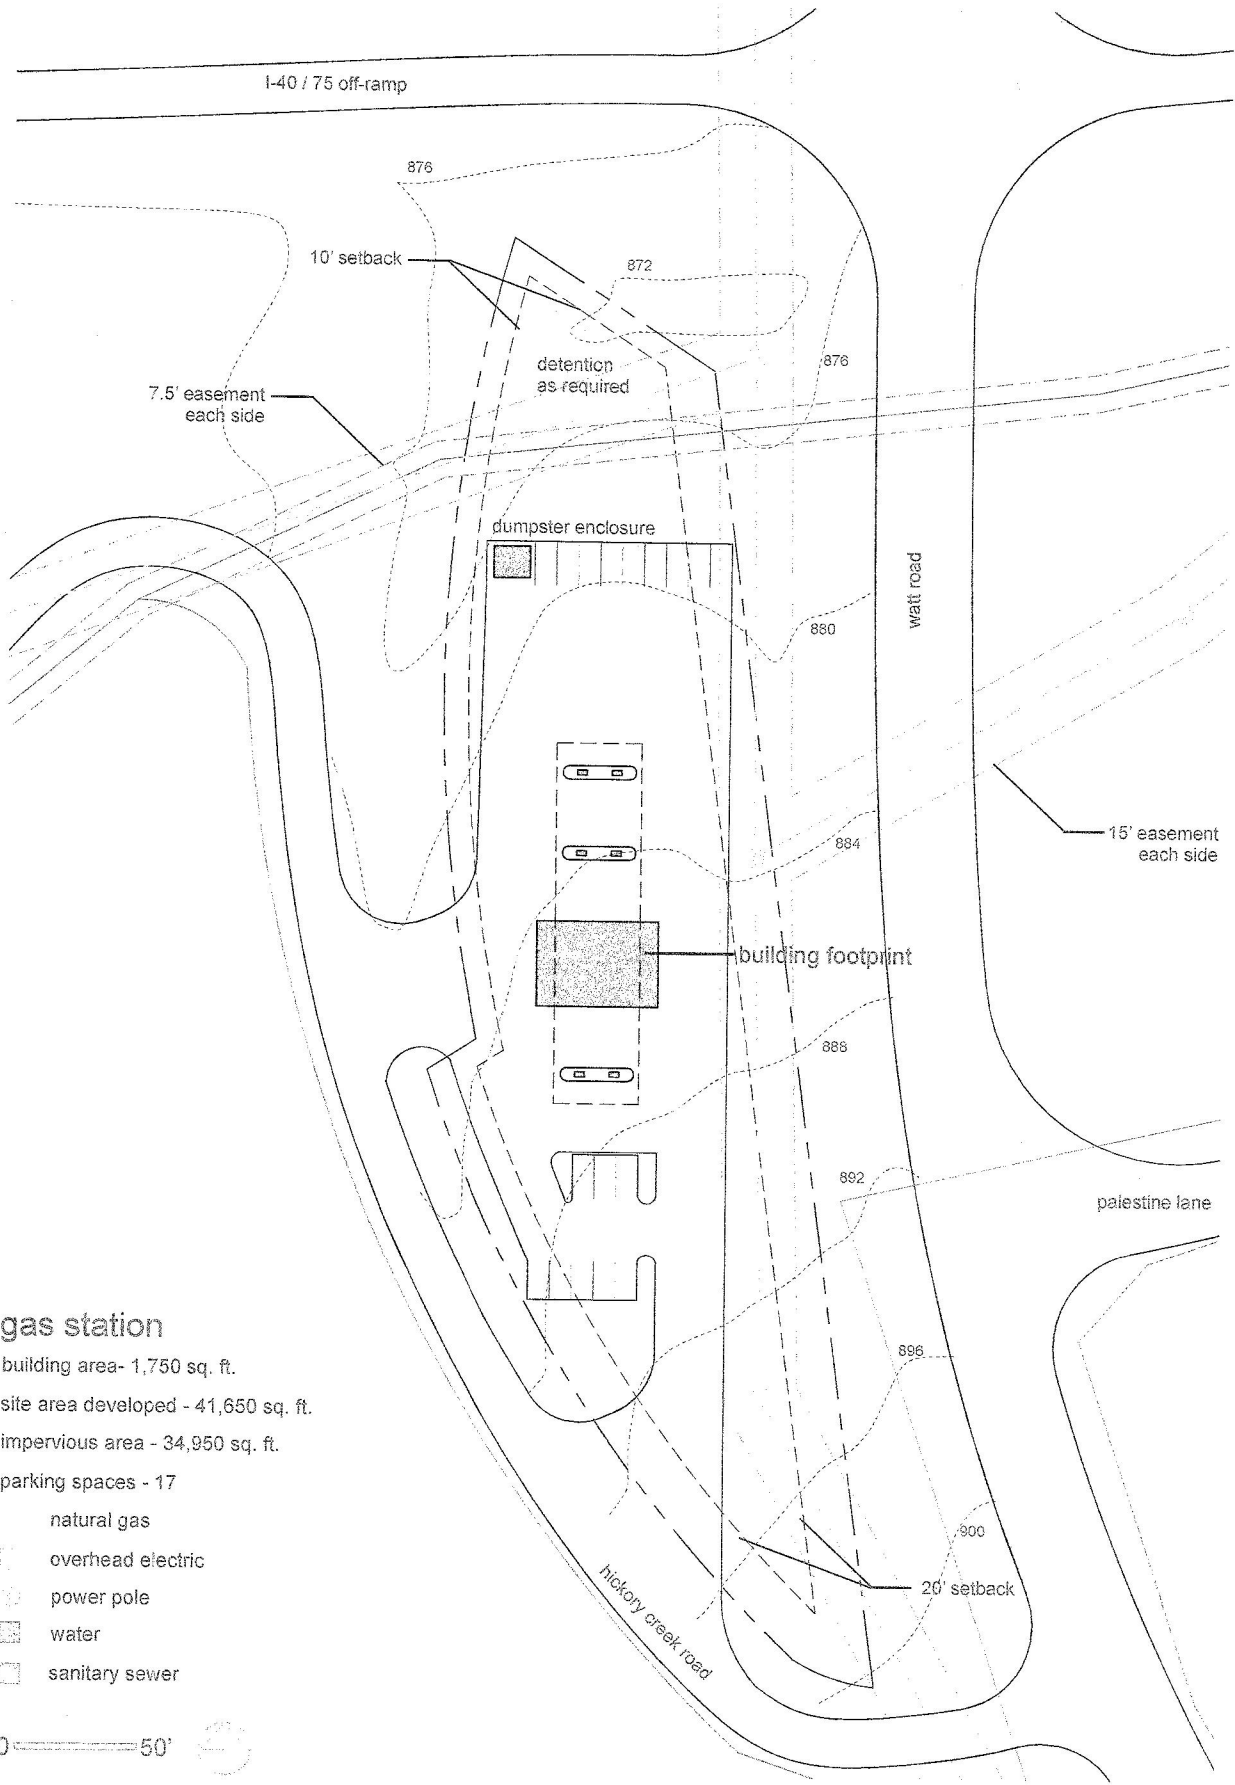 I-40 / 75 off-ramp
876
10' setback
872
detention
as required
876
7.5' easement
each side
dumpster enclosure
watt road
880
15' easement
each side
884
building footprint
888
892
palestine lane
gas station
building area- 1,750 sq. ft.
896
site area developed - 41,650 sq. ft.
impervious area - 34,950 sq. ft.
parking spaces - 17
natural gas
900
overhead electric
power pole
20' setback
hickory creek road
water
sanitary sewer
0
50'